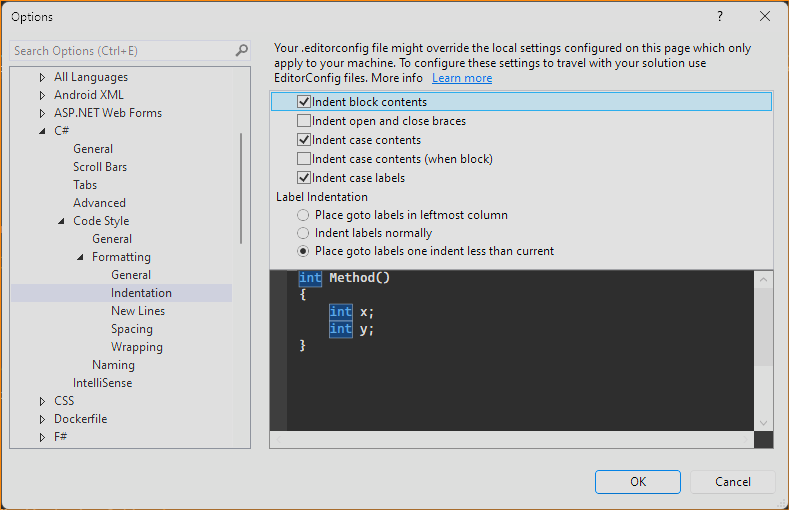 Options
?
Search Options (Ctrl+E)
All Languages
Android XML
ASP.NET Web Forms
C#
General
Scroll Bars
Tabs
Advanced
Code Style
General
Formatting
General
Indentation
New Lines
Spacing
Wrapping
Naming
IntelliSense
CSS
Dockerfile
F#
Your .editorconfig file might override the local settings configured on this page which only
apply to your machine. To configure these settings to travel with your solution use
EditorConfig files. More info Learn more
Indent block contents
Indent open and close braces
Indent case contents
Indent case contents (when block)
Indent case labels
Label Indentation
Place goto labels in leftmost column
Indent labels normally
Place goto labels one indent less than current
int Method()
{
int x;
int y;
}
OK
Cancel